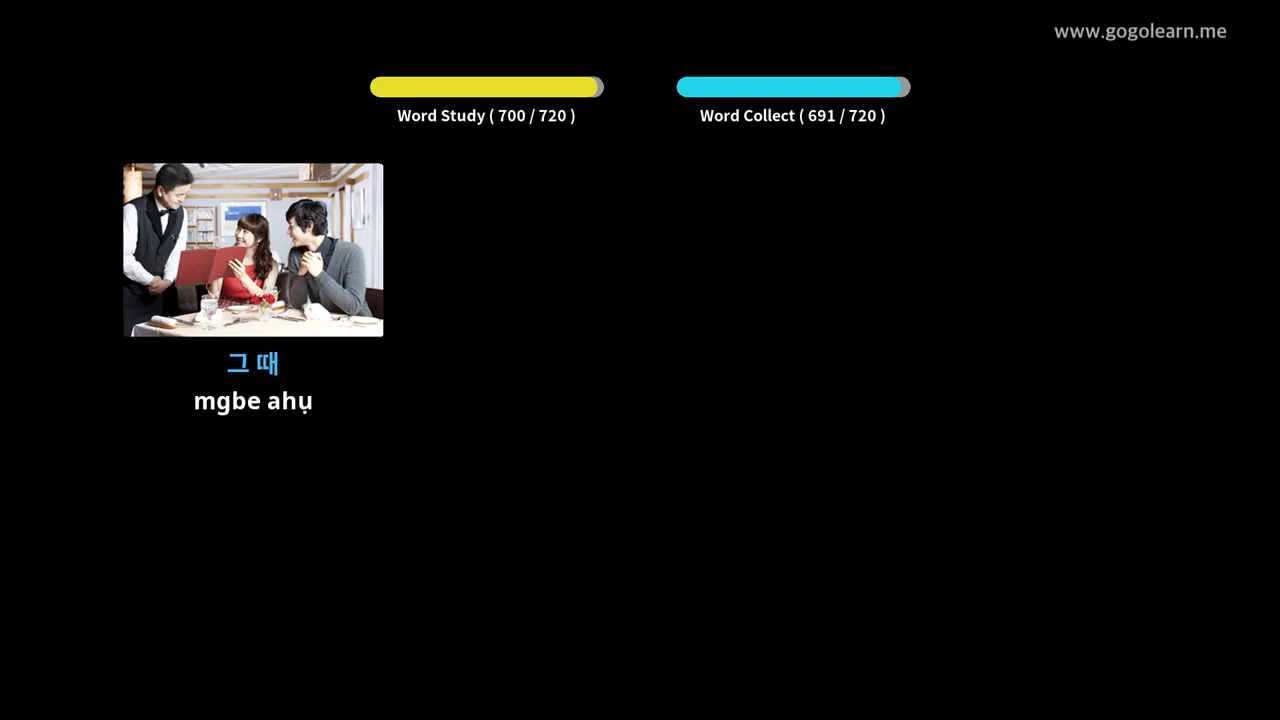 www.gogolearn.me
Word Study ( 700 / 720 )
Word Collect ( 691 / 720 )
그 때
mgbe ahụ